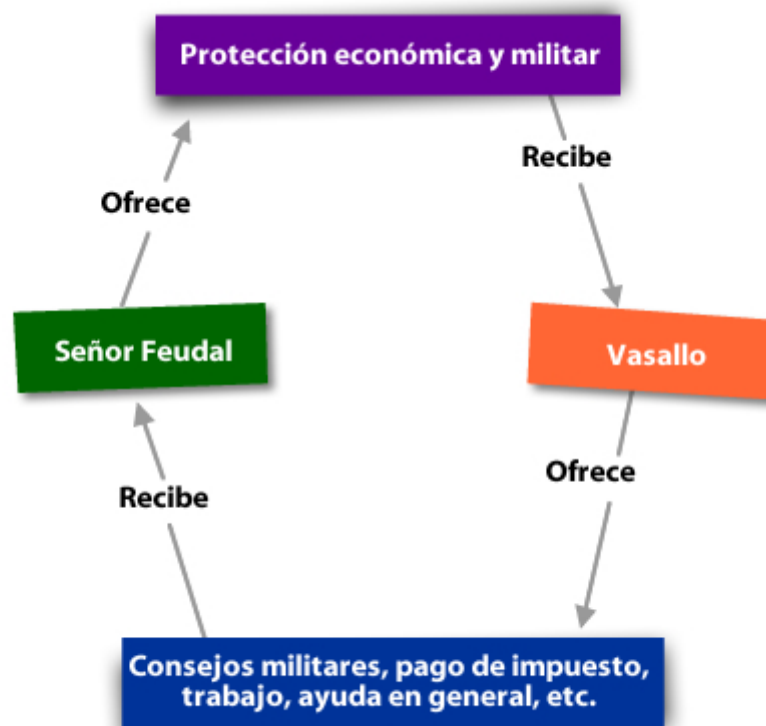 Protección económica y militar
Recibe
Ofrece
Señor Feudal
Vasallo
Ofrece
Recibe
Consejos militares, pago de impuesto,
trabajo, ayuda en general, etc.